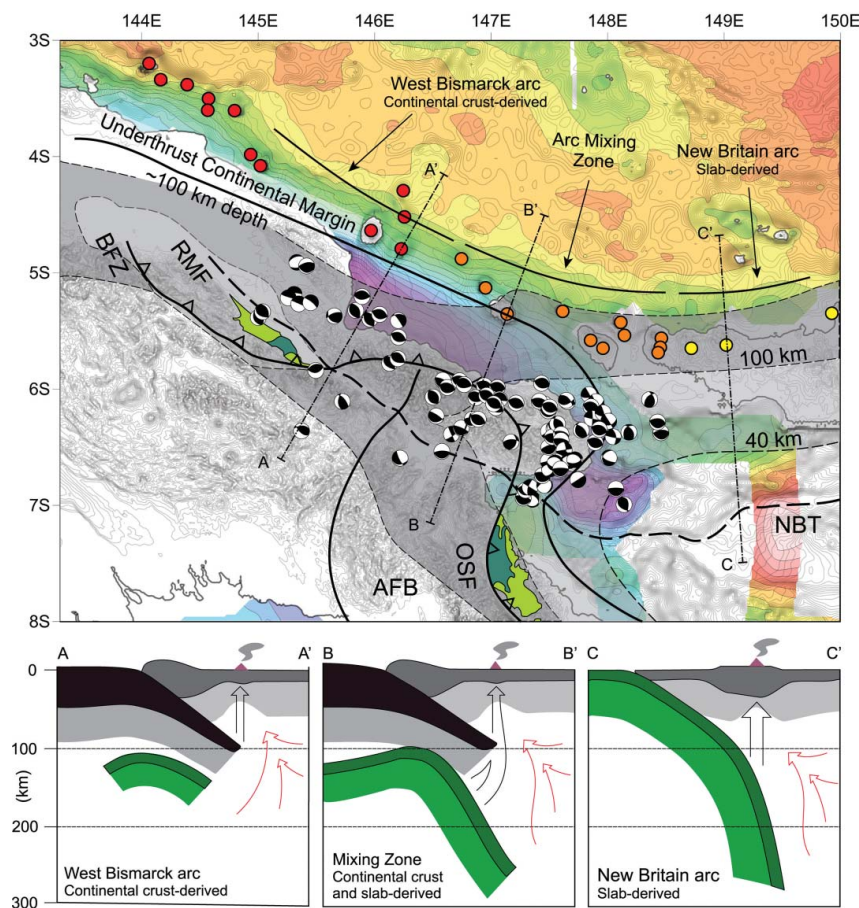 144E 145E 146E 147E 148E 149E 150E
3S
4S
5S
6S
7S
8S
West Bismarck arc
Continental crust-derived
Arc Mixing
Zone
New Britain arc
Slab-derived
Underthrust Continental Margin
~100 km depth
A'
B'
C'
BFZ
RMF
100 km
40 km
A
B
C
NBT
OSF
AFB
A A' B B' C C'
0
100
(km)
200
300
West Bismarck arc
Continental crust-derived
Mixing Zone
Continental crust
and slab-derived
New Britain arc
Slab-derived